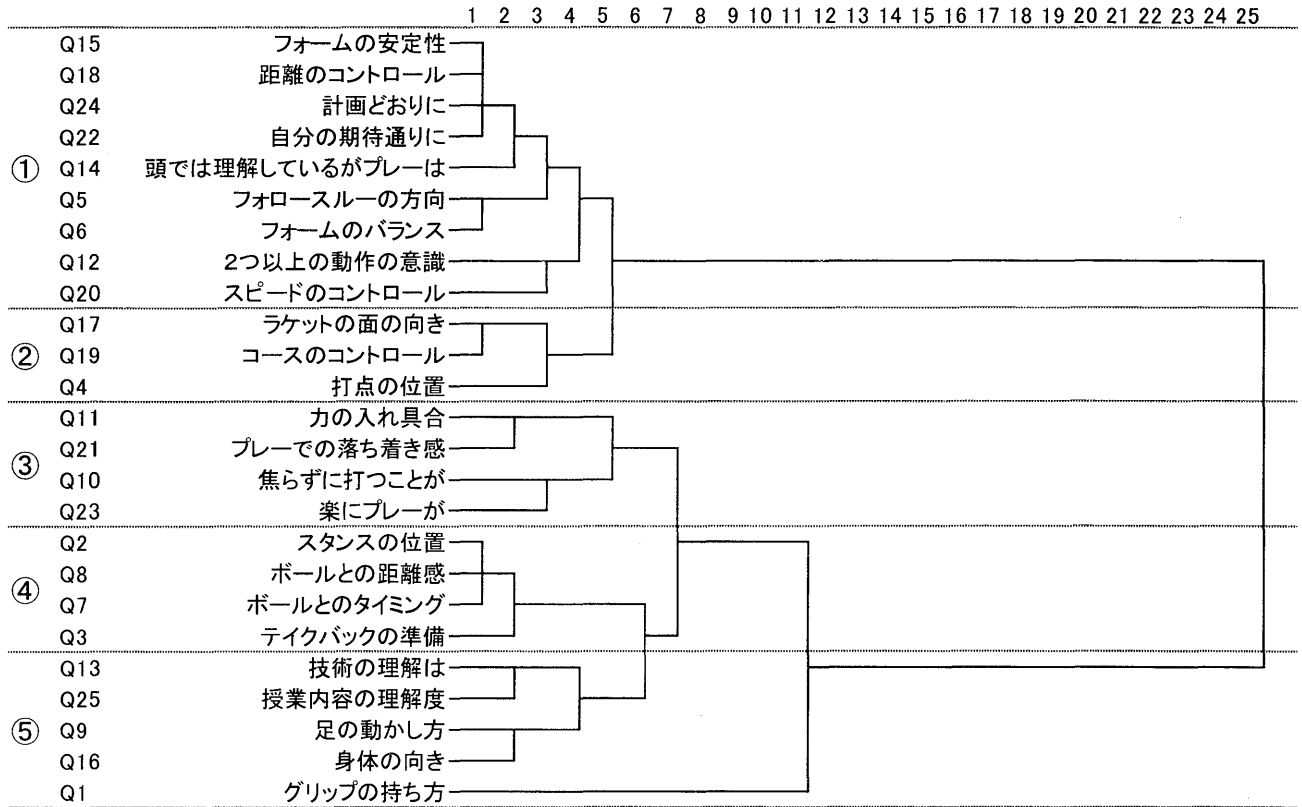 1 2 3 4 5 6 7 8 9 10 11 12 13 14 15 16 17 18 19 20 21 22 23 24 25
Q15 フォームの安定性
Q18 距離のコントロール
Q24 計画どおりに
Q22 自分の期待通りに
① Q14 頭では理解しているがプレーは
Q5 フォロースルーの方向
Q6 フォームのバランス
Q12 2つ以上の動作の意識
Q20 スピードのコントロール
Q17 ラケットの面の向き
② Q19 コースのコントロール
Q4 打点の位置
Q11 力の入れ具合
③ Q21 プレーでの落ち着き感
Q10 焦らずに打つことが
Q23 楽にプレーが
Q2 スタンスの位置
④ Q8 ボールとの距離感
Q7 ボールとのタイミング
Q3 テイクバックの準備
Q13 技術の理解は
Q25 授業内容の理解度
⑤ Q9 足の動かし方
Q16 身体の向き
Q1 グリップの持ち方